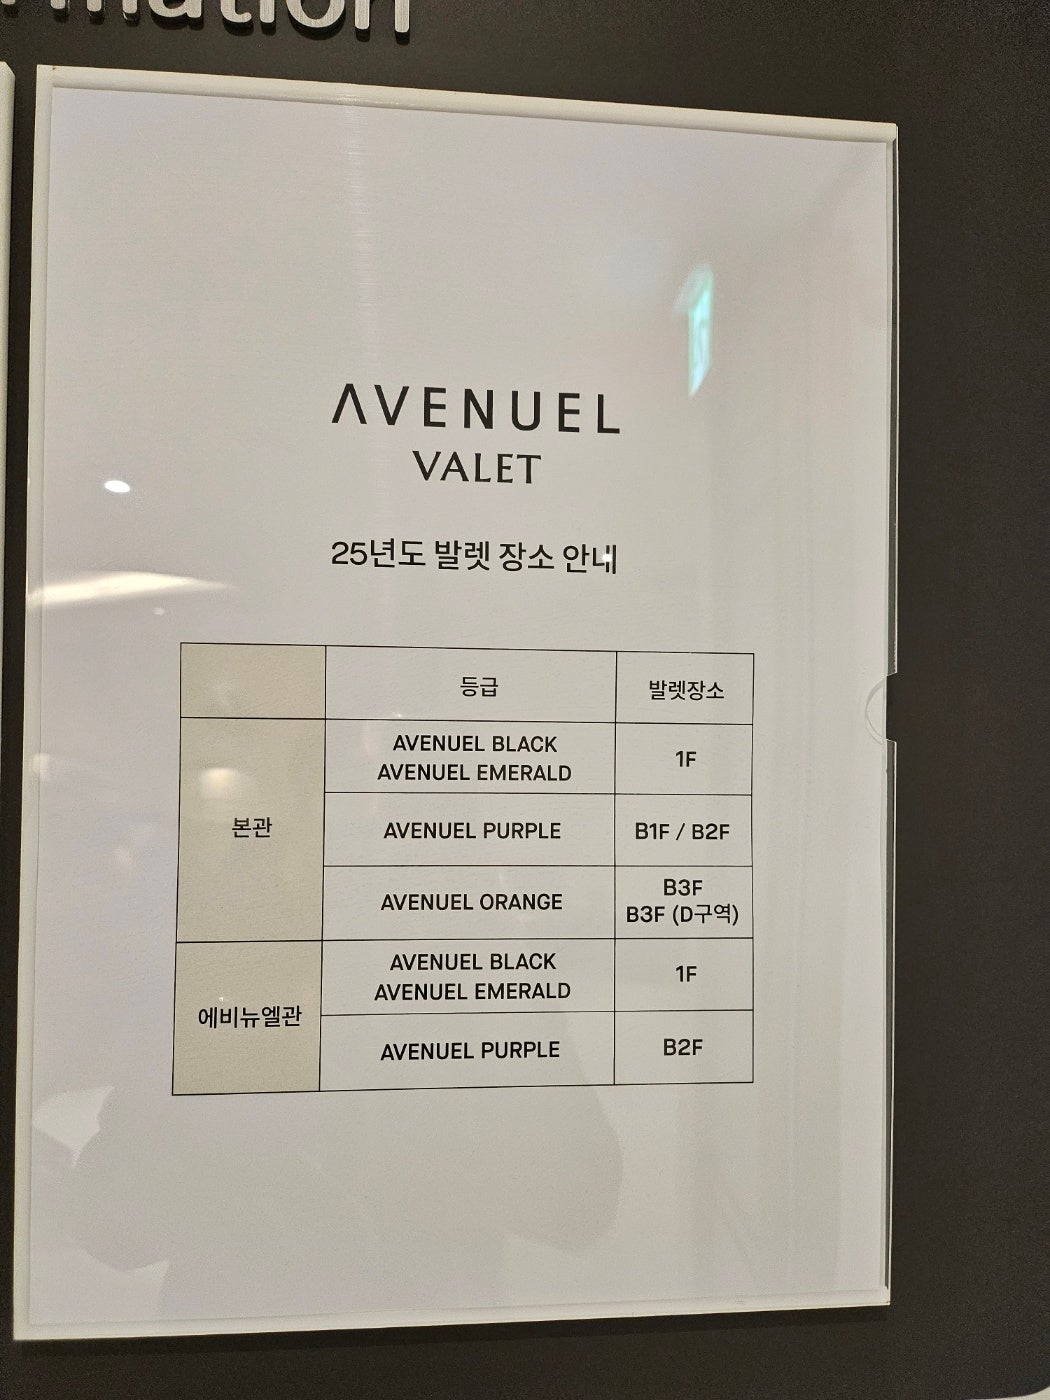 AVENUEL
VALET
25년도 발렛 장소 안내
등급 발렛장소
본관
AVENUEL BLACK
AVENUEL EMERALD
1F
AVENUEL PURPLE
B1F / B2F
AVENUEL ORANGE
B3F
B3F (D구역)
에비뉴엘관
AVENUEL BLACK
AVENUEL EMERALD
1F
AVENUEL PURPLE
B2F